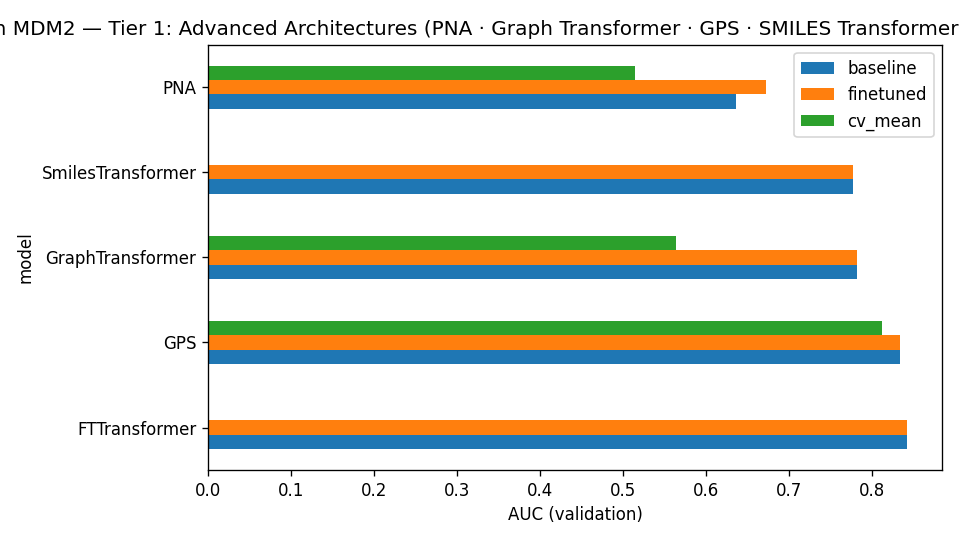 MDM2 — Tier 1: Advanced Architectures (PNA · Graph Transformer · GPS · SMILES Transformer
baseline
finetuned
cv_mean
PNA
SmilesTransformer
GraphTransformer
GPS
FTTransformer
model
0.0 0.1 0.2 0.3 0.4 0.5 0.6 0.7 0.8
AUC (validation)